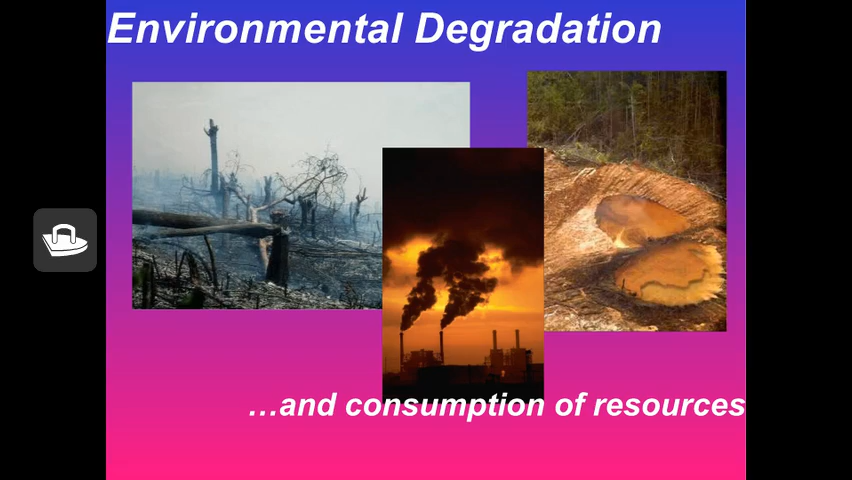 Environmental Degradation
…and consumption of resources